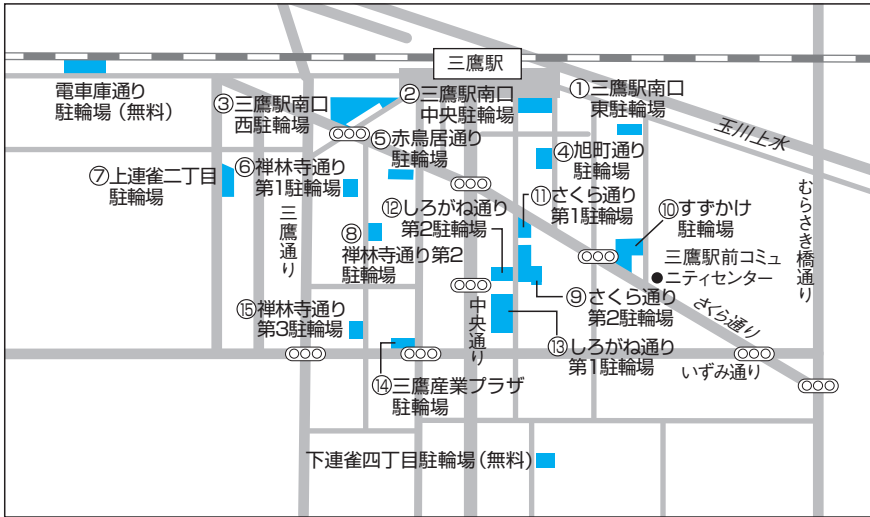 三鷹駅
電車庫通り
駐輪場（無料）
③三鷹駅南口
西駐輪場
②三鷹駅南口
中央駐輪場
①三鷹駅南口
東駐輪場
玉川上水
⑤赤鳥居通り
駐輪場
④旭町通り
駐輪場
⑦上連雀二丁目
駐輪場
⑥禅林寺通り
第1駐輪場
⑪さくら通り
第1駐輪場
⑫しろがね通り
第2駐輪場
⑩すずかけ
駐輪場
むらさき橋通り
三鷹通り
⑧
禅林寺通り第2
駐輪場
三鷹駅前コミュ
ニティセンター
⑨さくら通り
第2駐輪場
さくら通り
中央通り
⑮禅林寺通り
第3駐輪場
⑬しろがね通り
第1駐輪場
いずみ通り
⑭三鷹産業プラザ
駐輪場
下連雀四丁目駐輪場（無料）